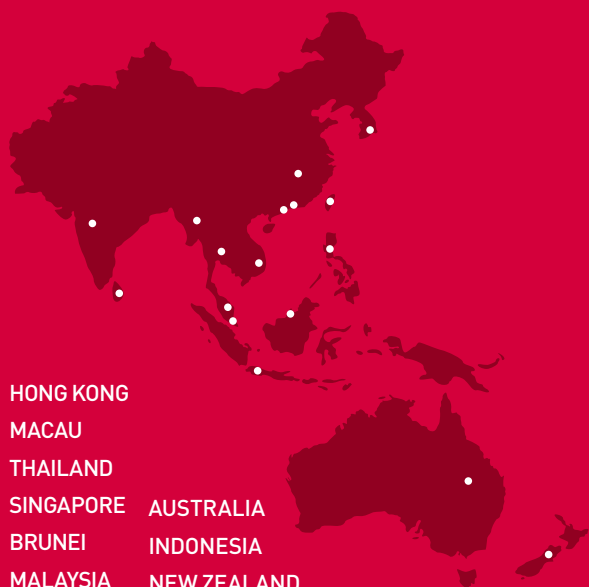 HONG KONG
MACAU
THAILAND
SINGAPORE
BRUNEI
MALAYSIA
AUSTRALIA
INDONESIA
NEW ZEALAND